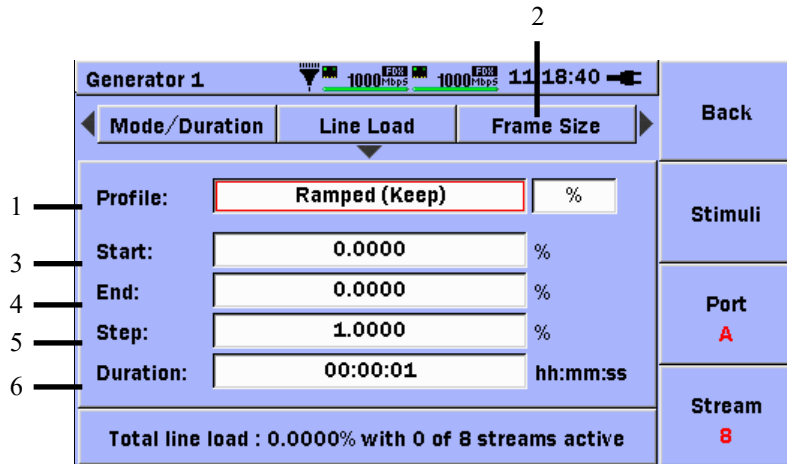 2
Generator 1 1000 FDX Mbps 1000 FDX Mbps 11:18:40
Back
Mode/Duration Line Load Frame Size
1 Profile: Ramped (Keep) %
Stimuli
3 Start: 0.0000 %
4 End: 0.0000 %
Port
A
5 Step: 1.0000 %
6 Duration: 00:00:01 hh:mm:ss
Stream
8
Total line load : 0.0000% with 0 of 8 streams active